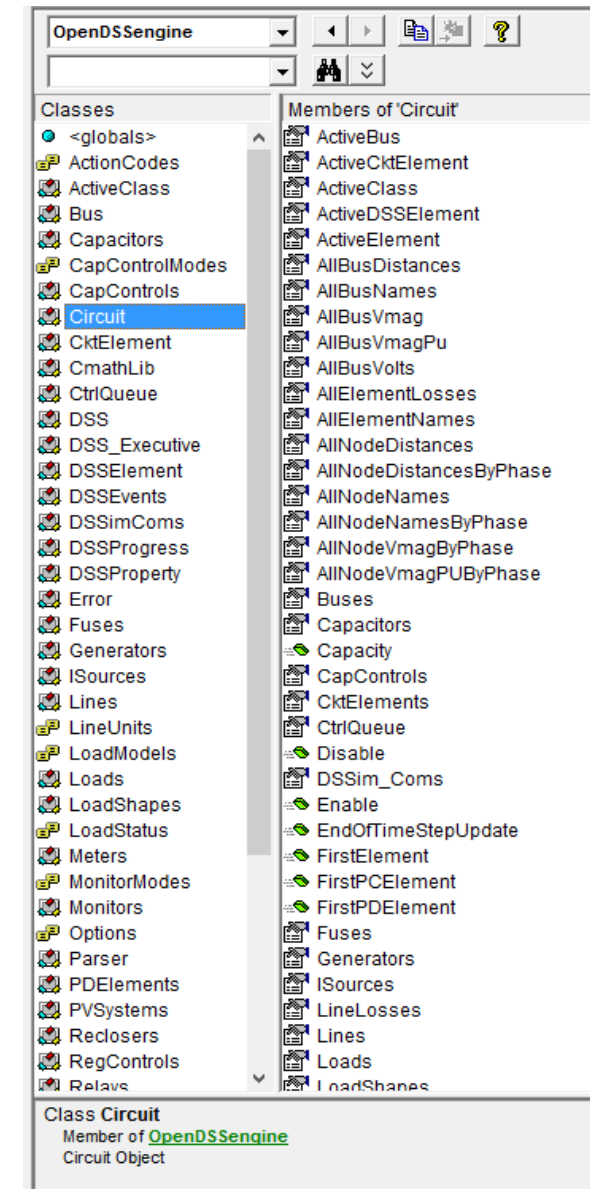 OpenDSSengine
Classes
<globals>
ActionCodes
ActiveClass
Bus
Capacitors
CapControlModes
CapControls
Circuit
CktElement
CmathLib
CtrlQueue
DSS
DSS_Executive
DSSElement
DSSEvents
DSSimComs
DSSProgress
DSSProperty
Error
Fuses
Generators
ISources
Lines
LineUnits
LoadModels
Loads
LoadShapes
LoadStatus
Meters
MonitorModes
Monitors
Options
Parser
PDElements
PVSystems
Reclosers
RegControls
Relays
Members of 'Circuit'
ActiveBus
ActiveCktElement
ActiveClass
ActiveDSSElement
ActiveElement
AllBusDistances
AllBusNames
AllBusVmag
AllBusVmagPu
AllBusVolts
AllElementLosses
AllElementNames
AllNodeDistances
AllNodeDistancesByPhase
AllNodeNames
AllNodeNamesByPhase
AllNodeVmagByPhase
AllNodeVmagPUByPhase
Buses
Capacitors
Capacity
CapControls
CktElements
CtrlQueue
Disable
DSSim_Coms
Enable
EndOfTimeStepUpdate
FirstElement
FirstPCElement
FirstPDElement
Fuses
Generators
ISources
LineLosses
Lines
Loads
LoadShapes
Class Circuit
Member of OpenDSSengine
Circuit Object